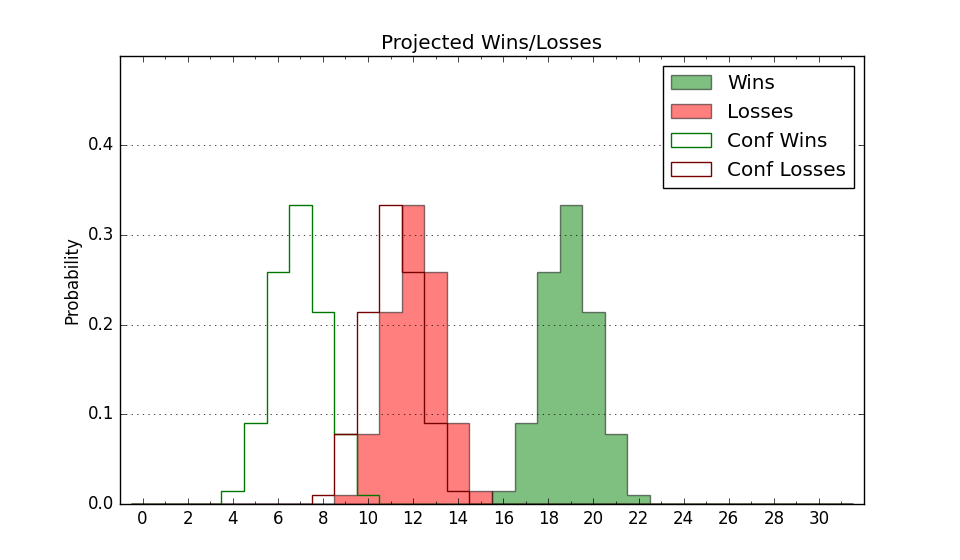 Projected Wins/Losses
Wins
Losses
Conf Wins
Conf Losses
Probability
0.4
0.3
0.2
0.1
0.0
0 2 4 6 8 10 12 14 16 18 20 22 24 26 28 30